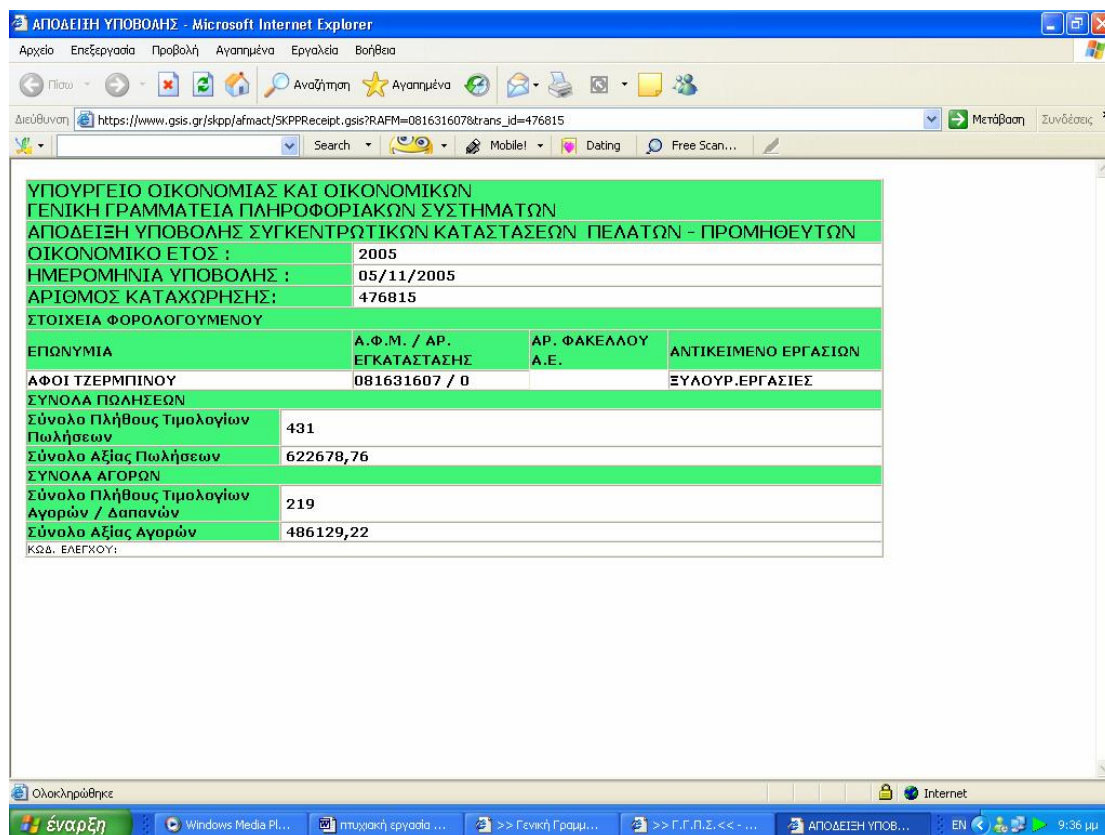 ΑΠΟΔΕΙΞΗ ΥΠΟΒΟΛΗΣ - Microsoft Internet Explorer
Αρχείο Επεξεργασία Προβολή Αγαπημένα Εργαλεία Βοήθεια
Πίσω Αναζήτηση Αγαπημένα
Διεύθυνση https://www.gsis.gr/skpp/afmact/SKPPReceipt.gsis?RAFM=081631607&trans_id=476815 Μετάβαση Συνδέσεις »
Search Mobile! Dating Free Scan...
ΥΠΟΥΡΓΕΙΟ ΟΙΚΟΝΟΜΙΑΣ ΚΑΙ ΟΙΚΟΝΟΜΙΚΩΝ
ΓΕΝΙΚΗ ΓΡΑΜΜΑΤΕΙΑ ΠΛΗΡΟΦΟΡΙΑΚΩΝ ΣΥΣΤΗΜΑΤΩΝ
ΑΠΟΔΕΙΞΗ ΥΠΟΒΟΛΗΣ ΣΥΓΚΕΝΤΡΩΤΙΚΩΝ ΚΑΤΑΣΤΑΣΕΩΝ ΠΕΛΑΤΩΝ - ΠΡΟΜΗΘΕΥΤΩΝ
ΟΙΚΟΝΟΜΙΚΟ ΕΤΟΣ : 2005
ΗΜΕΡΟΜΗΝΙΑ ΥΠΟΒΟΛΗΣ : 05/11/2005
ΑΡΙΘΜΟΣ ΚΑΤΑΧΩΡΗΣΗΣ: 476815
ΣΤΟΙΧΕΙΑ ΦΟΡΟΛΟΓΟΥΜΕΝΟΥ
ΕΠΩΝΥΜΙΑ Α.Φ.Μ. / ΑΡ. ΕΓΚΑΤΑΣΤΑΣΗΣ ΑΡ. ΦΑΚΕΛΛΟΥ Α.Ε. ΑΝΤΙΚΕΙΜΕΝΟ ΕΡΓΑΣΙΩΝ
ΑΦΟΙ ΤΖΕΡΜΠΙΝΟΥ 081631607 / 0 ΞΥΛΟΥΡ.ΕΡΓΑΣΙΕΣ
ΣΥΝΟΛΑ ΠΩΛΗΣΕΩΝ
Σύνολο Πλήθους Τιμολογίων
Πωλήσεων 431
Σύνολο Αξίας Πωλήσεων 622678,76
ΣΥΝΟΛΑ ΑΓΟΡΩΝ
Σύνολο Πλήθους Τιμολογίων
Αγορών / Δαπανών 219
Σύνολο Αξίας Αγορών 486129,22
ΚΩΔ. ΕΛΕΓΧΟΥ:
Ολοκληρώθηκε Internet
έναρξη Windows Media Pl... πτυχιακή εργασία ... >> Γενική Γραμμ... >> Γ.Γ.Π.Σ. << - ... ΑΠΟΔΕΙΞΗ ΥΠΟΒ... EN 9:36 μμ